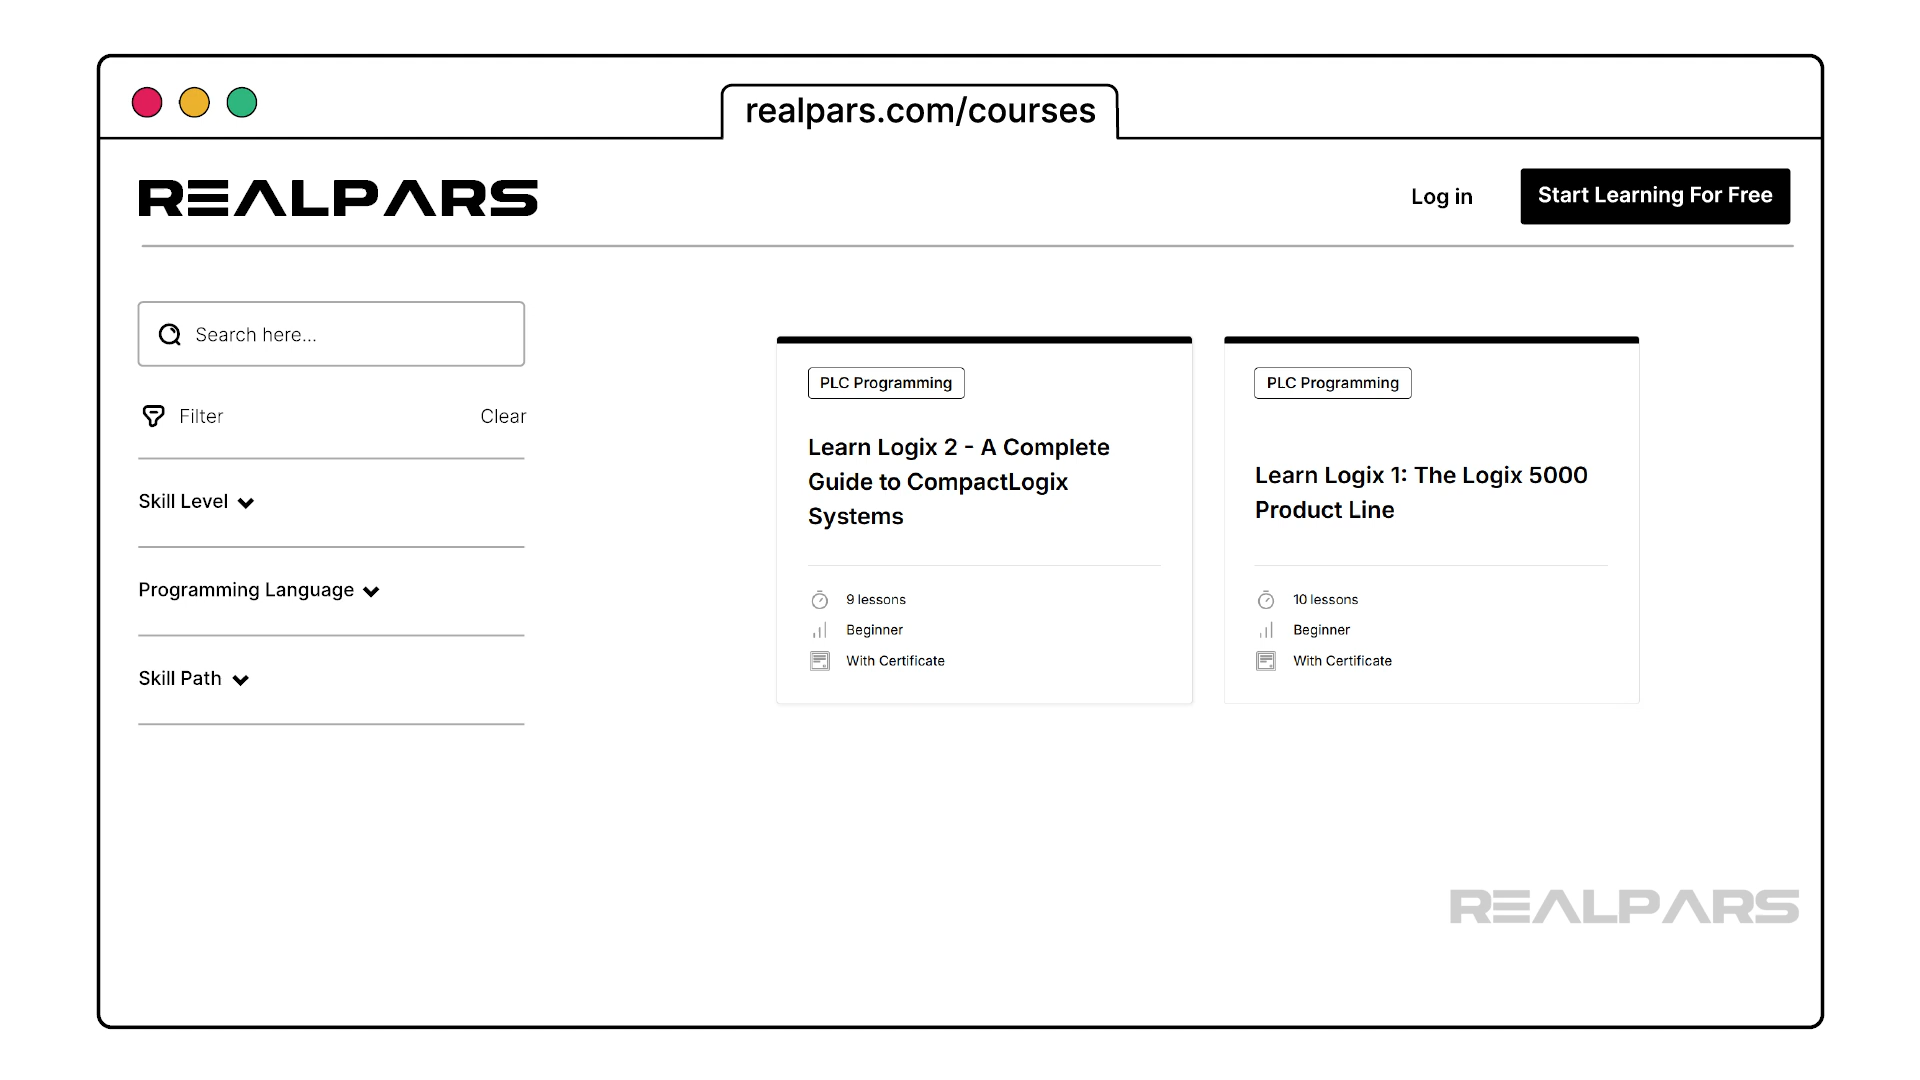 realpars.com/courses
REALPARS
Log in
Start Learning For Free
Search here...
Filter
Clear
Skill Level
Programming Language
Skill Path
PLC Programming
Learn Logix 2 - A Complete
Guide to CompactLogix
Systems
9 lessons
Beginner
With Certificate
PLC Programming
Learn Logix 1: The Logix 5000
Product Line
10 lessons
Beginner
With Certificate
REALPARS